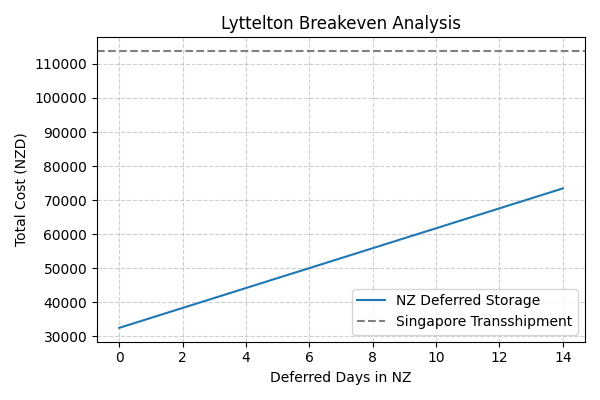 Lyttelton Breakeven Analysis
Total Cost (NZD)
110000
100000
90000
80000
70000
60000
50000
40000
30000
NZ Deferred Storage
Singapore Transshipment
0 2 4 6 8 10 12 14
Deferred Days in NZ